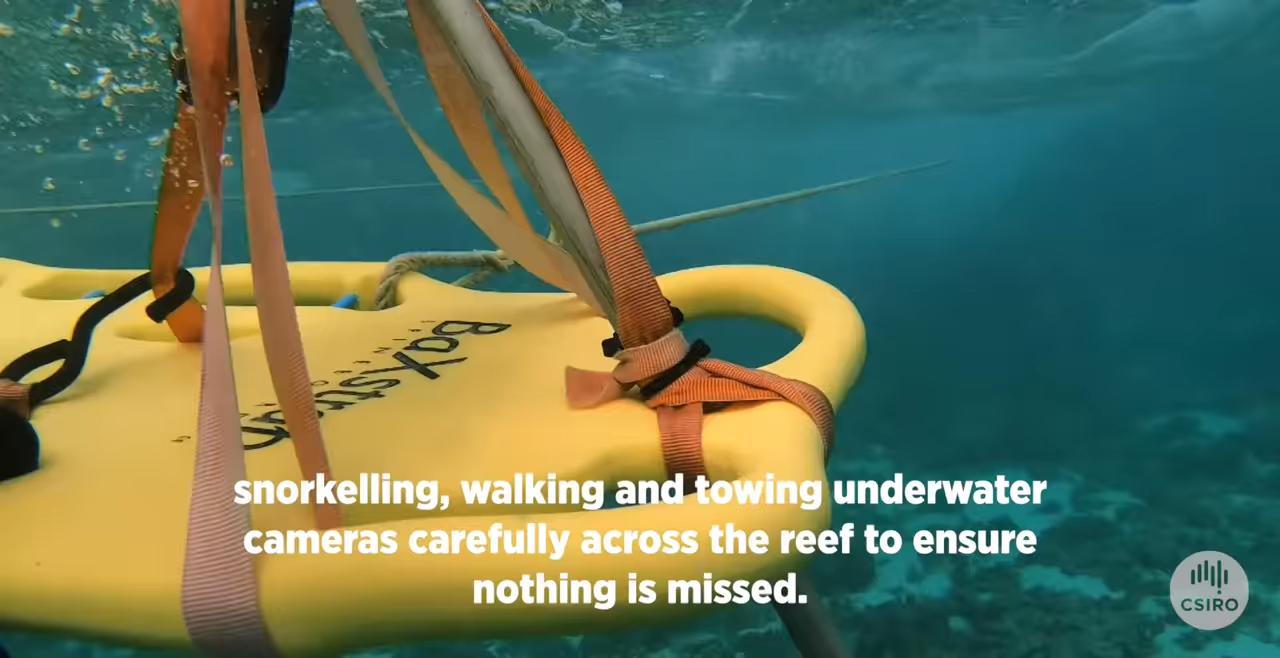 BaXstrap
snorkelling, walking and towing underwater
cameras carefully across the reef to ensure
nothing is missed.
CSIRO